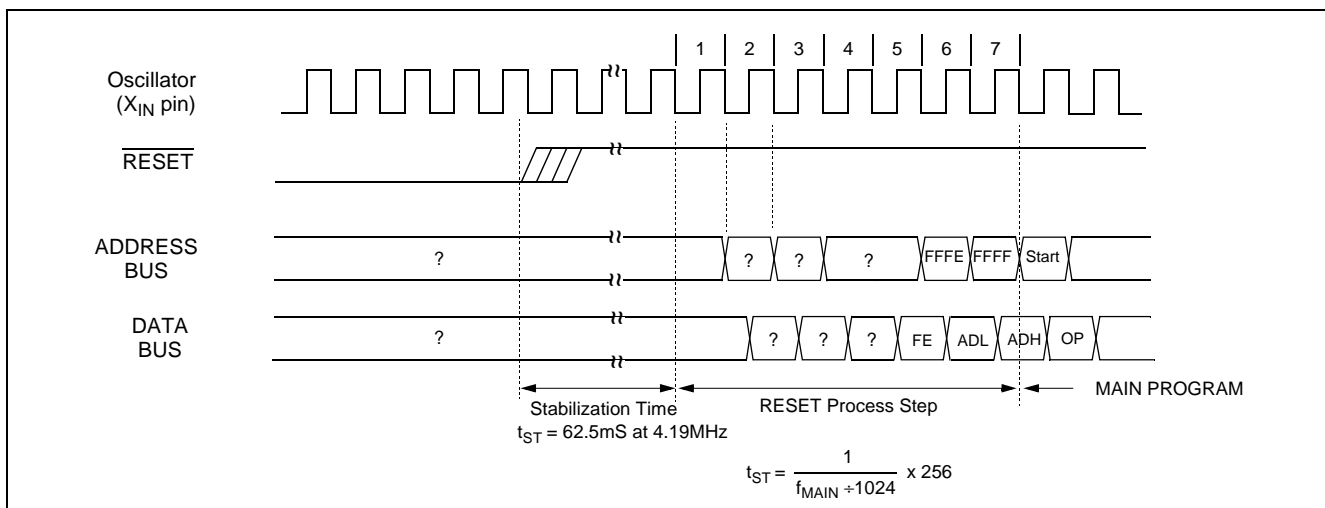 1 2 3 4 5 6 7
Oscillator
(XIN pin)
RESET
ADDRESS
BUS
? ? ? ? FFFE FFFF Start
DATA
BUS
? ? ? ? FE ADL ADH OP
Stabilization Time
tST = 62.5mS at 4.19MHz
RESET Process Step
MAIN PROGRAM
tST = 1 / fMAIN ÷1024 x 256